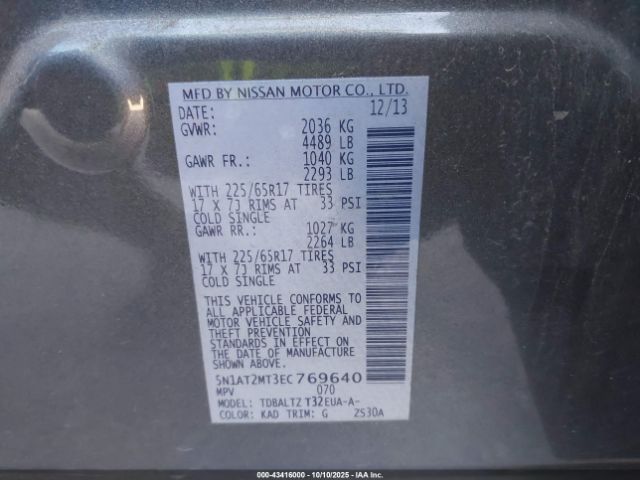 MFD BY NISSAN MOTOR CO., LTD.
DATE: 12/13
GVWR: 2036 KG
4489 LB
GAWR FR.: 1040 KG
2293 LB
WITH 225/65R17 TIRES
17 X 7J RIMS AT 33 PSI
COLD SINGLE
GAWR RR.: 1027 KG
2264 LB
WITH 225/65R17 TIRES
17 X 7J RIMS AT 33 PSI
COLD SINGLE
THIS VEHICLE CONFORMS TO
ALL APPLICABLE FEDERAL
MOTOR VEHICLE SAFETY AND
THEFT PREVENTION
STANDARDS IN EFFECT ON
THE DATE OF MANUFACTURE
SHOWN ABOVE.
5N1AT2MT3EC769640
MPV 070
MODEL: TDBALTZ T32EUA-A-
COLOR: KAD TRIM: G ZS30A
000-43416000 - 10/10/2025 - IAA Inc.